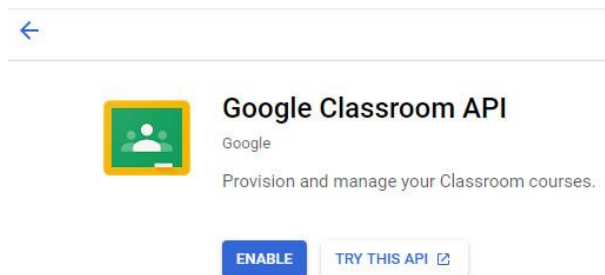 Google Classroom API
Google
Provision and manage your Classroom courses.
ENABLE TRY THIS API